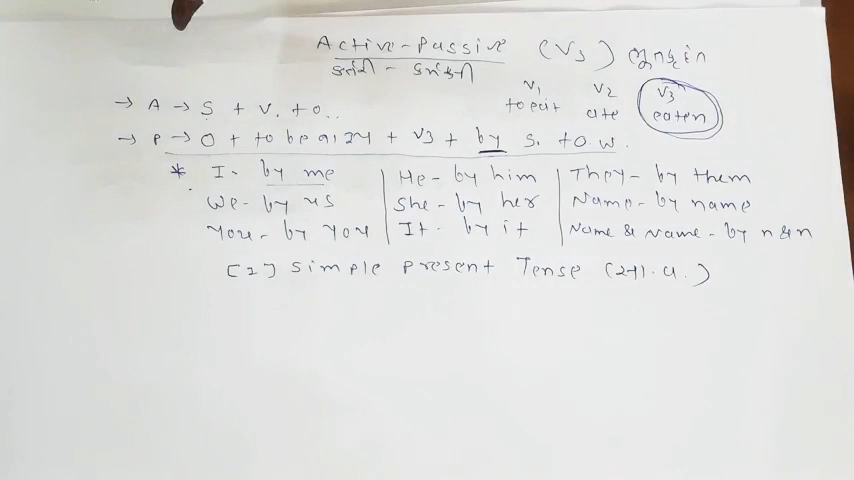 Active-Passive (V3) ભૂતકૃદંત
કર્તરી - કર્મણી
V1 V2 V3
to eat ate eaten
→ A → S + V. + O..
→ P → O + to be નાં રૂપ + V3 + by S. + O.W.
* I - by me He - by him They - by them
We - by us She - by her Name - by name
You - by you It - by it Name & Name - by n & n
[1] Simple Present Tense (સા.વ.)